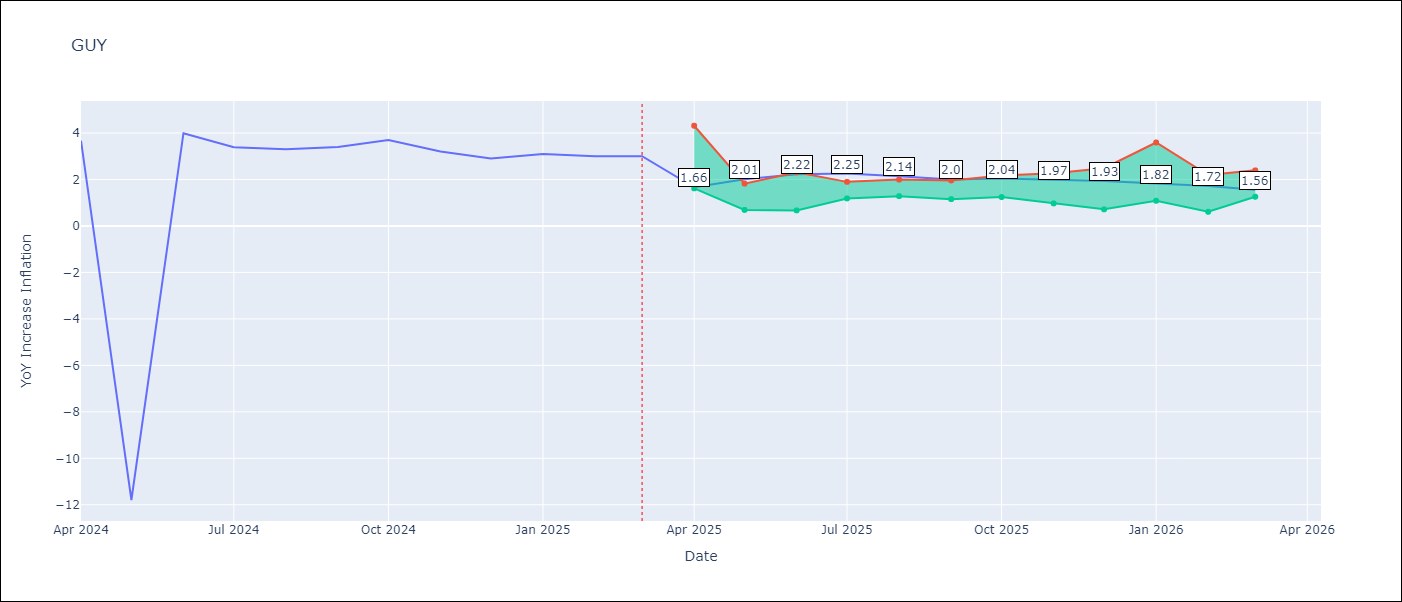 GUY
YoY Increase Inflation
4
2
0
−2
−4
−6
−8
−10
−12
1.66
2.01
2.22
2.25
2.14
2.0
2.04
1.97
1.93
1.82
1.72
1.56
Apr 2024
Jul 2024
Oct 2024
Jan 2025
Apr 2025
Jul 2025
Oct 2025
Jan 2026
Apr 2026
Date